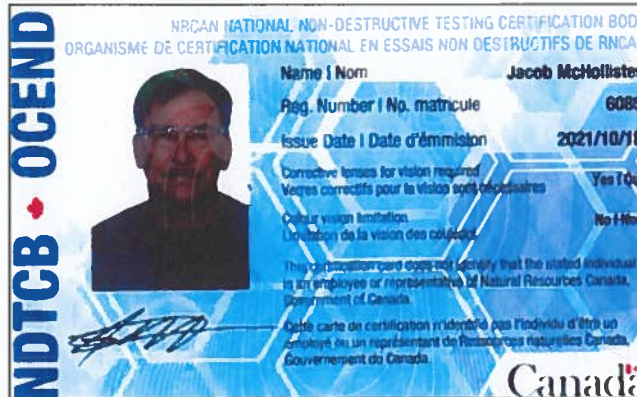 NDTCB ♦ OCEND
NRCAN NATIONAL NON-DESTRUCTIVE TESTING CERTIFICATION BOD
ORGANISME DE CERTIFICATION NATIONAL EN ESSAIS NON DESTRUCTIFS DE RNCA
Name | Nom Jacob McHolliste
Reg. Number | No. matricule 608
Issue Date | Date d'émmision 2021/10/18
Corrective lenses for vision required Yes | Ou
Verres correctifs pour la vision sont nécessaires
Colour vision limitation No | No
Limitation de la vision des couleurs
This certification card does not identify that the stated individual
is an employee or representative of Natural Resources Canada,
Government of Canada.
Cette carte de certification n'identifie pas l'individu d'être un
employé ou un représentant de Ressources naturelles Canada,
Gouvernement du Canada.
Canada